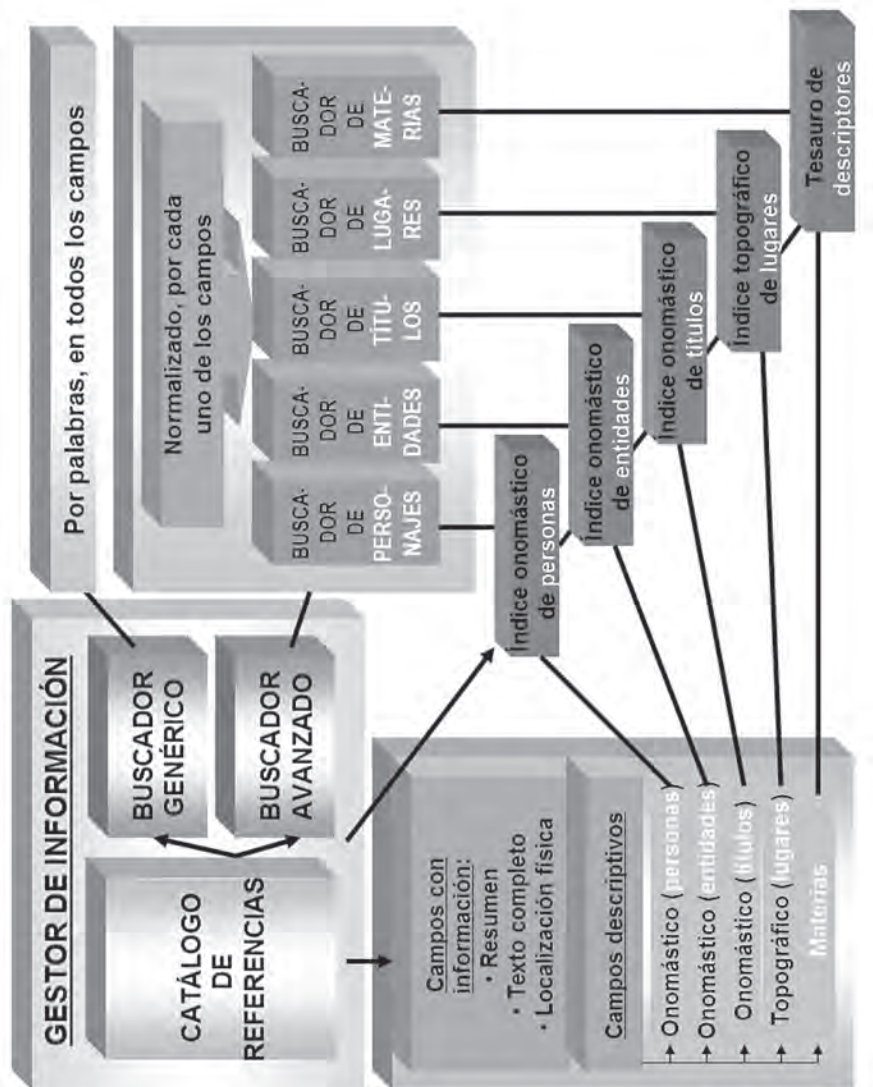 GESTOR DE INFORMACIÓN
CATÁLOGO
DE
REFERENCIAS
BUSCADOR
GENÉRICO
BUSCADOR
AVANZADO
Por palabras, en todos los campos
Normalizado, por cada
uno de los campos
BUSCA-
DOR
DE
PERSO-
NAJES
BUSCA-
DOR
DE
ENTI-
DADES
BUSCA-
DOR
DE
TÍTU-
LOS
BUSCA-
DOR
DE
LUGA-
RES
BUSCA-
DOR
DE
MATE-
RIAS
Campos con
información:
· Resumen
· Texto completo
· Localización física
Campos descriptivos
Onomástico (personas)
Onomástico (entidades)
Onomástico (títulos)
Topográfico (lugares)
Materias
Índice onomástico
de personas
Índice onomástico
de entidades
Índice onomástico
de títulos
Índice topográfico
de lugares
Tesauro de
descriptores